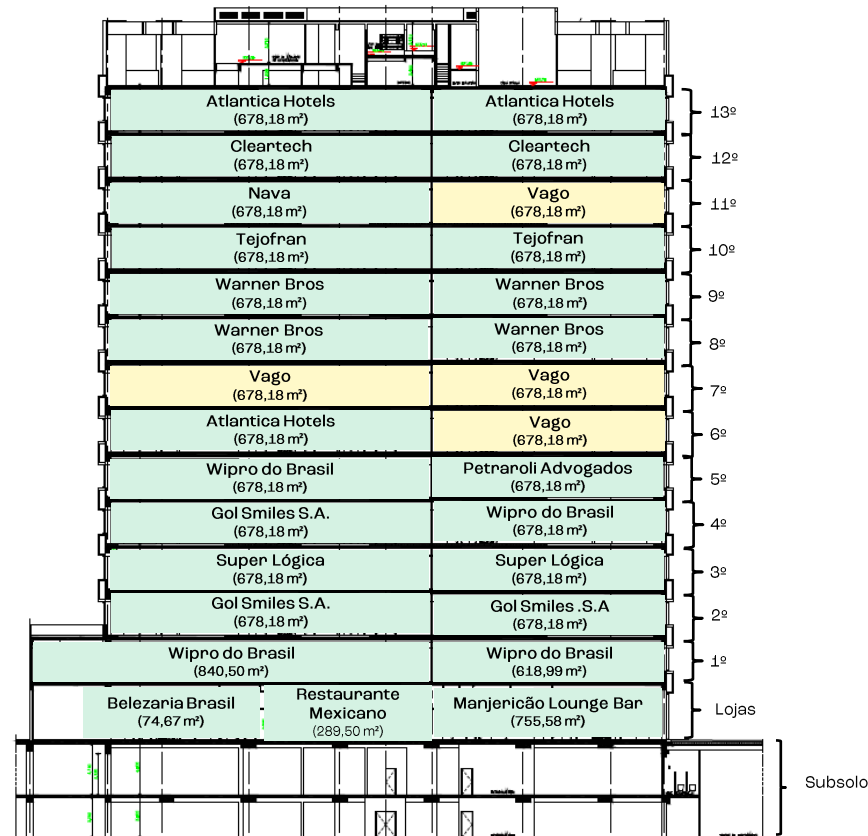 Atlantica Hotels
(678,18 m²)
Atlantica Hotels
(678,18 m²)
13º
Cleartech
(678,18 m²)
Cleartech
(678,18 m²)
12º
Nava
(678,18 m²)
Vago
(678,18 m²)
11º
Tejofran
(678,18 m²)
Tejofran
(678,18 m²)
10º
Warner Bros
(678,18 m²)
Warner Bros
(678,18 m²)
9º
Warner Bros
(678,18 m²)
Warner Bros
(678,18 m²)
8º
Vago
(678,18 m²)
Vago
(678,18 m²)
7º
Atlantica Hotels
(678,18 m²)
Vago
(678,18 m²)
6º
Wipro do Brasil
(678,18 m²)
Petraroli Advogados
(678,18 m²)
5º
Gol Smiles S.A.
(678,18 m²)
Wipro do Brasil
(678,18 m²)
4º
Super Lógica
(678,18 m²)
Super Lógica
(678,18 m²)
3º
Gol Smiles S.A.
(678,18 m²)
Gol Smiles .S.A
(678,18 m²)
2º
Wipro do Brasil
(840,50 m²)
Wipro do Brasil
(618,99 m²)
1º
Belezaria Brasil
(74,67 m²)
Restaurante
Mexicano
(289,50 m²)
Manjericão Lounge Bar
(755,58 m²)
Lojas
Subsolo